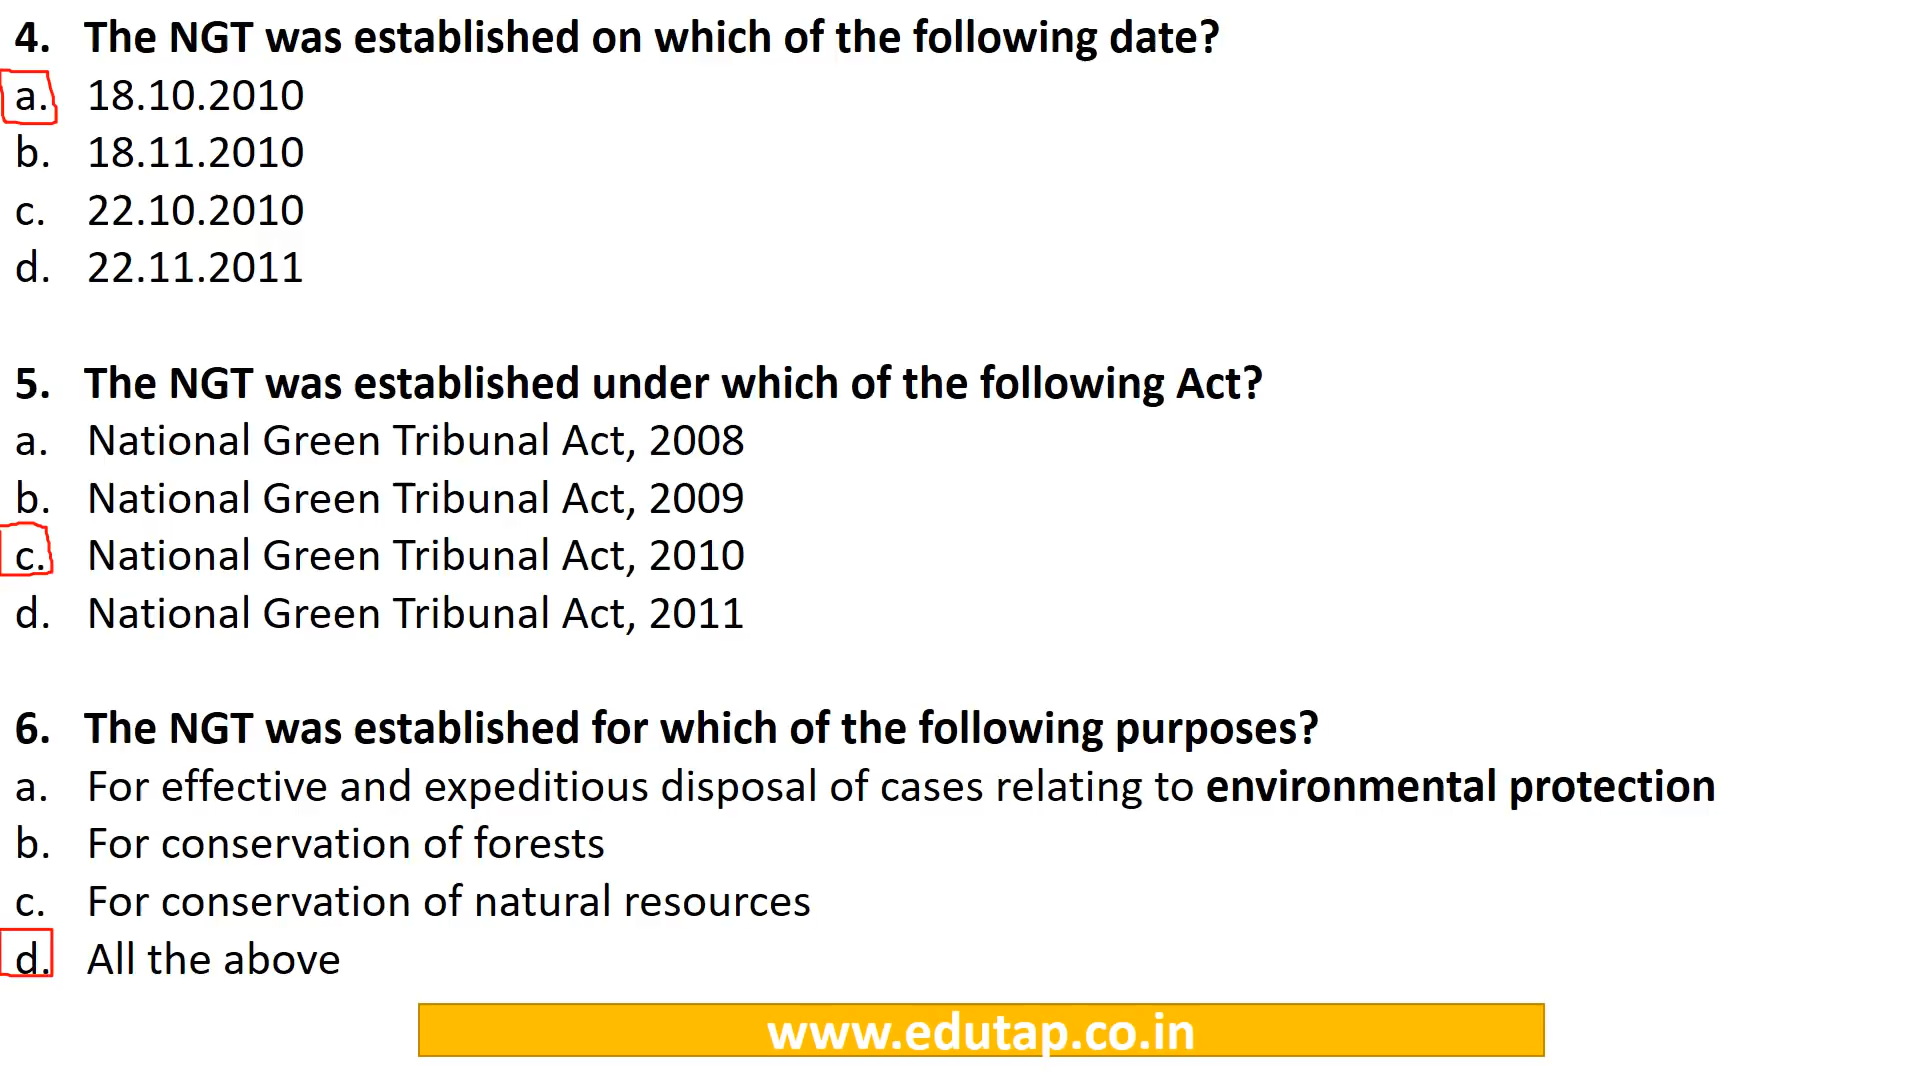 4. The NGT was established on which of the following date?
a. 18.10.2010
b. 18.11.2010
c. 22.10.2010
d. 22.11.2011
5. The NGT was established under which of the following Act?
a. National Green Tribunal Act, 2008
b. National Green Tribunal Act, 2009
c. National Green Tribunal Act, 2010
d. National Green Tribunal Act, 2011
6. The NGT was established for which of the following purposes?
a. For effective and expeditious disposal of cases relating to environmental protection
b. For conservation of forests
c. For conservation of natural resources
d. All the above
www.edutap.co.in